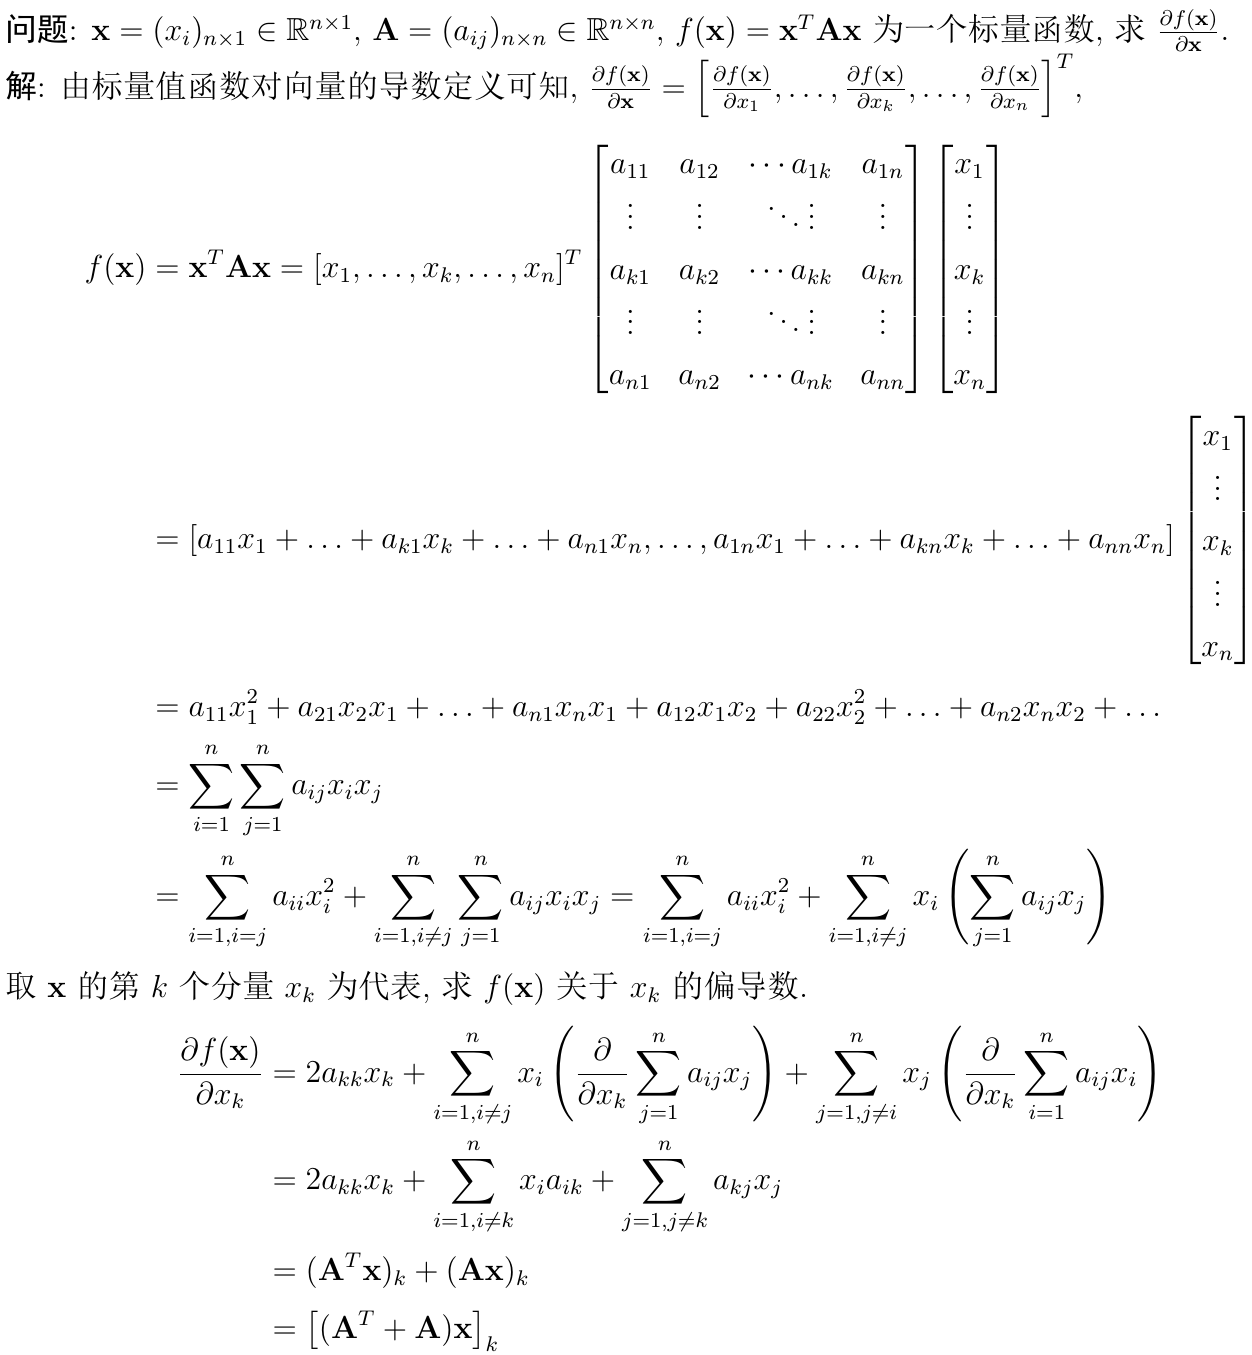 问题: $\mathbf{x} = (x_i)_{n\times 1} \in \mathbb{R}^{n\times 1}$, $\mathbf{A} = (a_{ij})_{n\times n} \in \mathbb{R}^{n\times n}$, $f(\mathbf{x}) = \mathbf{x}^T\mathbf{A}\mathbf{x}$ 为一个标量函数, 求 $\frac{\partial f(\mathbf{x})}{\partial \mathbf{x}}$.
解: 由标量值函数对向量的导数定义可知, $\frac{\partial f(\mathbf{x})}{\partial \mathbf{x}} = \left[\frac{\partial f(\mathbf{x})}{\partial x_1}, \ldots, \frac{\partial f(\mathbf{x})}{\partial x_k}, \ldots, \frac{\partial f(\mathbf{x})}{\partial x_n}\right]^T$,
$f(\mathbf{x}) = \mathbf{x}^T\mathbf{A}\mathbf{x} = [x_1, \ldots, x_k, \ldots, x_n]^T \begin{bmatrix} a_{11} & a_{12} & \cdots a_{1k} & a_{1n} \\ \vdots & \vdots & \ddots \vdots & \vdots \\ a_{k1} & a_{k2} & \cdots a_{kk} & a_{kn} \\ \vdots & \vdots & \ddots \vdots & \vdots \\ a_{n1} & a_{n2} & \cdots a_{nk} & a_{nn} \end{bmatrix} \begin{bmatrix} x_1 \\ \vdots \\ x_k \\ \vdots \\ x_n \end{bmatrix}$
$= [a_{11}x_1 + \ldots + a_{k1}x_k + \ldots + a_{n1}x_n, \ldots, a_{1n}x_1 + \ldots + a_{kn}x_k + \ldots + a_{nn}x_n] \begin{bmatrix} x_1 \\ \vdots \\ x_k \\ \vdots \\ x_n \end{bmatrix}$
$= a_{11}x_1^2 + a_{21}x_2x_1 + \ldots + a_{n1}x_nx_1 + a_{12}x_1x_2 + a_{22}x_2^2 + \ldots + a_{n2}x_nx_2 + \ldots$
$= \sum_{i=1}^{n} \sum_{j=1}^{n} a_{ij}x_ix_j$
$= \sum_{i=1,i=j}^{n} a_{ii}x_i^2 + \sum_{i=1,i\neq j}^{n} \sum_{j=1}^{n} a_{ij}x_ix_j = \sum_{i=1,i=j}^{n} a_{ii}x_i^2 + \sum_{i=1,i\neq j}^{n} x_i \left(\sum_{j=1}^{n} a_{ij}x_j\right)$
取 $\mathbf{x}$ 的第 $k$ 个分量 $x_k$ 为代表, 求 $f(\mathbf{x})$ 关于 $x_k$ 的偏导数.
$\frac{\partial f(\mathbf{x})}{\partial x_k} = 2a_{kk}x_k + \sum_{i=1,i\neq j}^{n} x_i \left(\frac{\partial}{\partial x_k} \sum_{j=1}^{n} a_{ij}x_j\right) + \sum_{j=1,j\neq i}^{n} x_j \left(\frac{\partial}{\partial x_k} \sum_{i=1}^{n} a_{ij}x_i\right)$
$= 2a_{kk}x_k + \sum_{i=1,i\neq k}^{n} x_ia_{ik} + \sum_{j=1,j\neq k}^{n} a_{kj}x_j$
$= (\mathbf{A}^T\mathbf{x})_k + (\mathbf{A}\mathbf{x})_k$
$= \left[(\mathbf{A}^T + \mathbf{A})\mathbf{x}\right]_k$